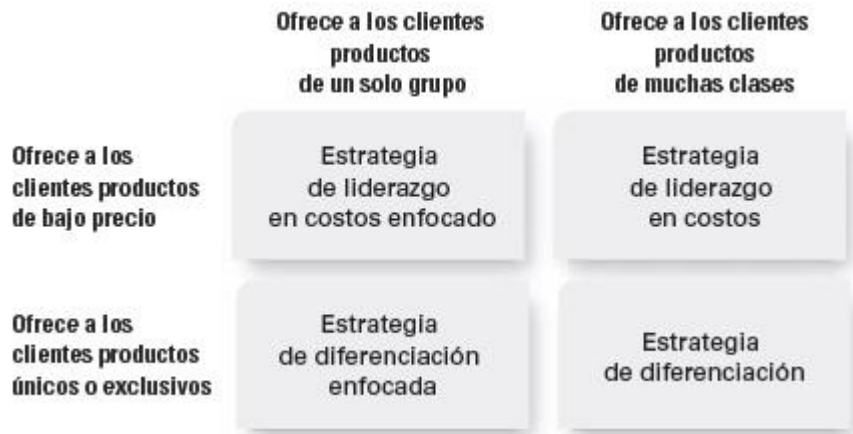 Ofrece a los clientes
productos
de un solo grupo
Ofrece a los clientes
productos
de muchas clases
Ofrece a los
clientes productos
de bajo precio
Estrategia
de liderazgo
en costos enfocado
Estrategia
de liderazgo
en costos
Ofrece a los
clientes productos
únicos o exclusivos
Estrategia
de diferenciación
enfocada
Estrategia
de diferenciación